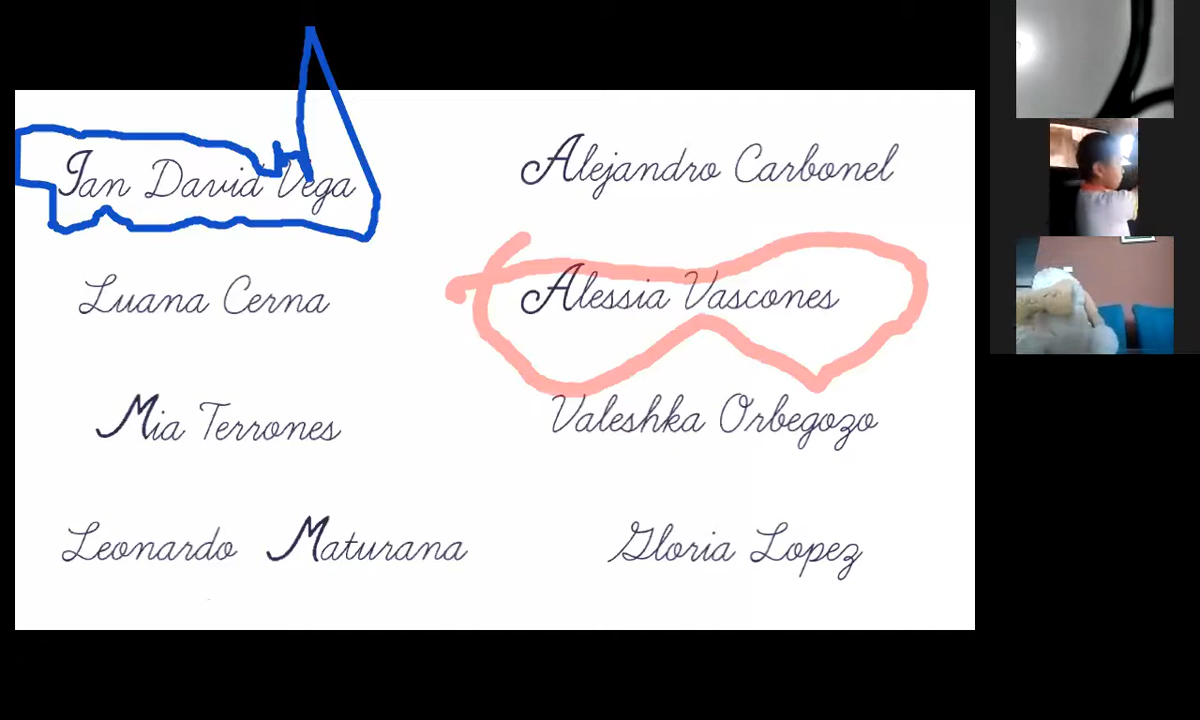 Ian David Vega
Alejandro Carbonel
Luana Cerna
Alessia Vascones
Mia Terrones
Valeshka Orbegozo
Leonardo Maturana
Gloria Lopez